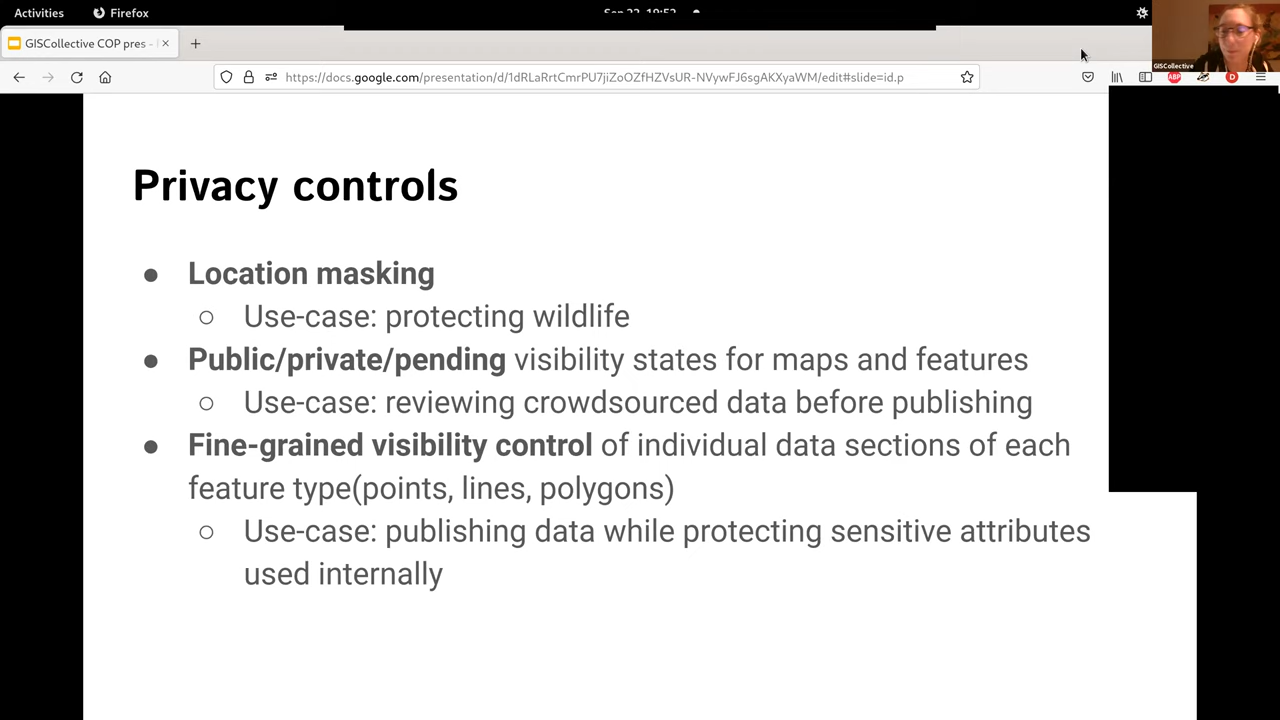 Activities Firefox
GISCollective COP pres -
https://docs.google.com/presentation/d/1dRLaRrtCmrPU7jiZoOZfHZVsUR-NVywFJ6sgAKXyaWM/edit#slide=id.p
ABP
D
GISCollective
Privacy controls
● Location masking
○ Use-case: protecting wildlife
● Public/private/pending visibility states for maps and features
○ Use-case: reviewing crowdsourced data before publishing
● Fine-grained visibility control of individual data sections of each
feature type(points, lines, polygons)
○ Use-case: publishing data while protecting sensitive attributes
used internally